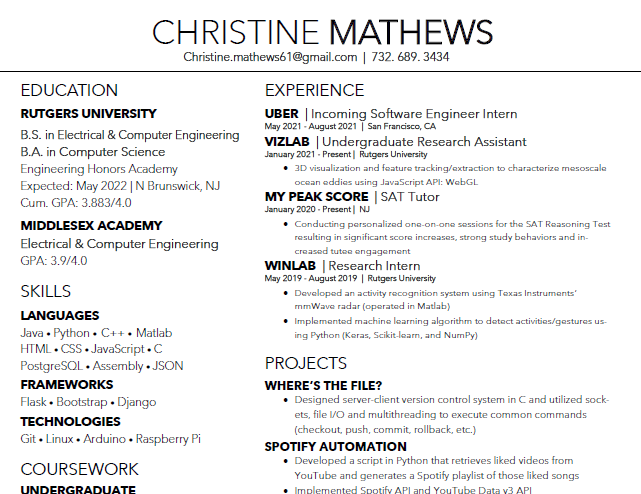 CHRISTINE MATHEWS
Christine.mathews61@gmail.com | 732. 689. 3434
EDUCATION
RUTGERS UNIVERSITY
B.S. in Electrical & Computer Engineering
B.A. in Computer Science
Engineering Honors Academy
Expected: May 2022 | N Brunswick, NJ
Cum. GPA: 3.883/4.0
MIDDLESEX ACADEMY
Electrical & Computer Engineering
GPA: 3.9/4.0
SKILLS
LANGUAGES
Java • Python • C++ • Matlab
HTML • CSS • JavaScript • C
PostgreSQL • Assembly • JSON
FRAMEWORKS
Flask • Bootstrap • Django
TECHNOLOGIES
Git • Linux • Arduino • Raspberry Pi
COURSEWORK
UNDERGRADUATE
EXPERIENCE
UBER | Incoming Software Engineer Intern
May 2021 - August 2021 | San Francisco, CA
VIZLAB | Undergraduate Research Assistant
January 2021 - Present | Rutgers University
• 3D visualization and feature tracking/extraction to characterize mesoscale
ocean eddies using JavaScript API: WebGL
MY PEAK SCORE | SAT Tutor
January 2020 - Present | NJ
• Conducting personalized one-on-one sessions for the SAT Reasoning Test
resulting in significant score increases, strong study behaviors and in-
creased tutee engagement
WINLAB | Research Intern
May 2019 - August 2019 | Rutgers University
• Developed an activity recognition system using Texas Instruments’
mmWave radar (operated in Matlab)
• Implemented machine learning algorithm to detect activities/gestures us-
ing Python (Keras, Scikit-learn, and NumPy)
PROJECTS
WHERE’S THE FILE?
• Designed server-client version control system in C and utilized sock-
ets, file I/O and multithreading to execute common commands
(checkout, push, commit, rollback, etc.)
SPOTIFY AUTOMATION
• Developed a script in Python that retrieves liked videos from
YouTube and generates a Spotify playlist of those liked songs
• Implemented Spotify API and YouTube Data v3 API